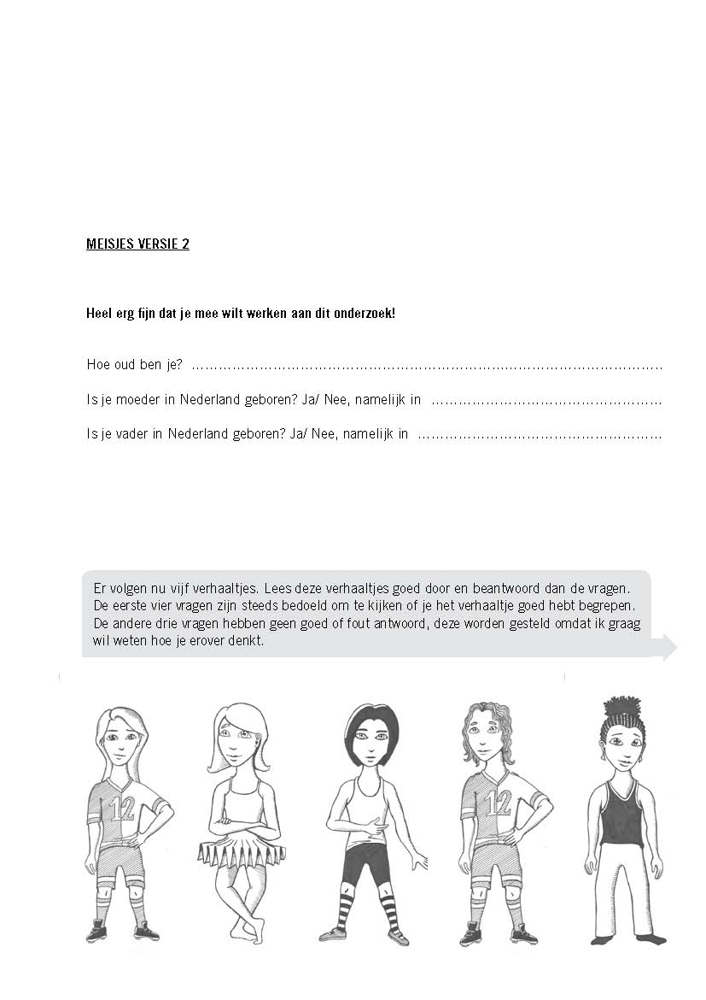 MEISJES VERSIE 2
Heel erg fijn dat je mee wilt werken aan dit onderzoek!
Hoe oud ben je? ……………………………………………………………………………………………
Is je moeder in Nederland geboren? Ja/ Nee, namelijk in ……………………………………………
Is je vader in Nederland geboren? Ja/ Nee, namelijk in ………………………………………………
Er volgen nu vijf verhaaltjes. Lees deze verhaaltjes goed door en beantwoord dan de vragen.
De eerste vier vragen zijn steeds bedoeld om te kijken of je het verhaaltje goed hebt begrepen.
De andere drie vragen hebben geen goed of fout antwoord, deze worden gesteld omdat ik graag
wil weten hoe je erover denkt.
12 12